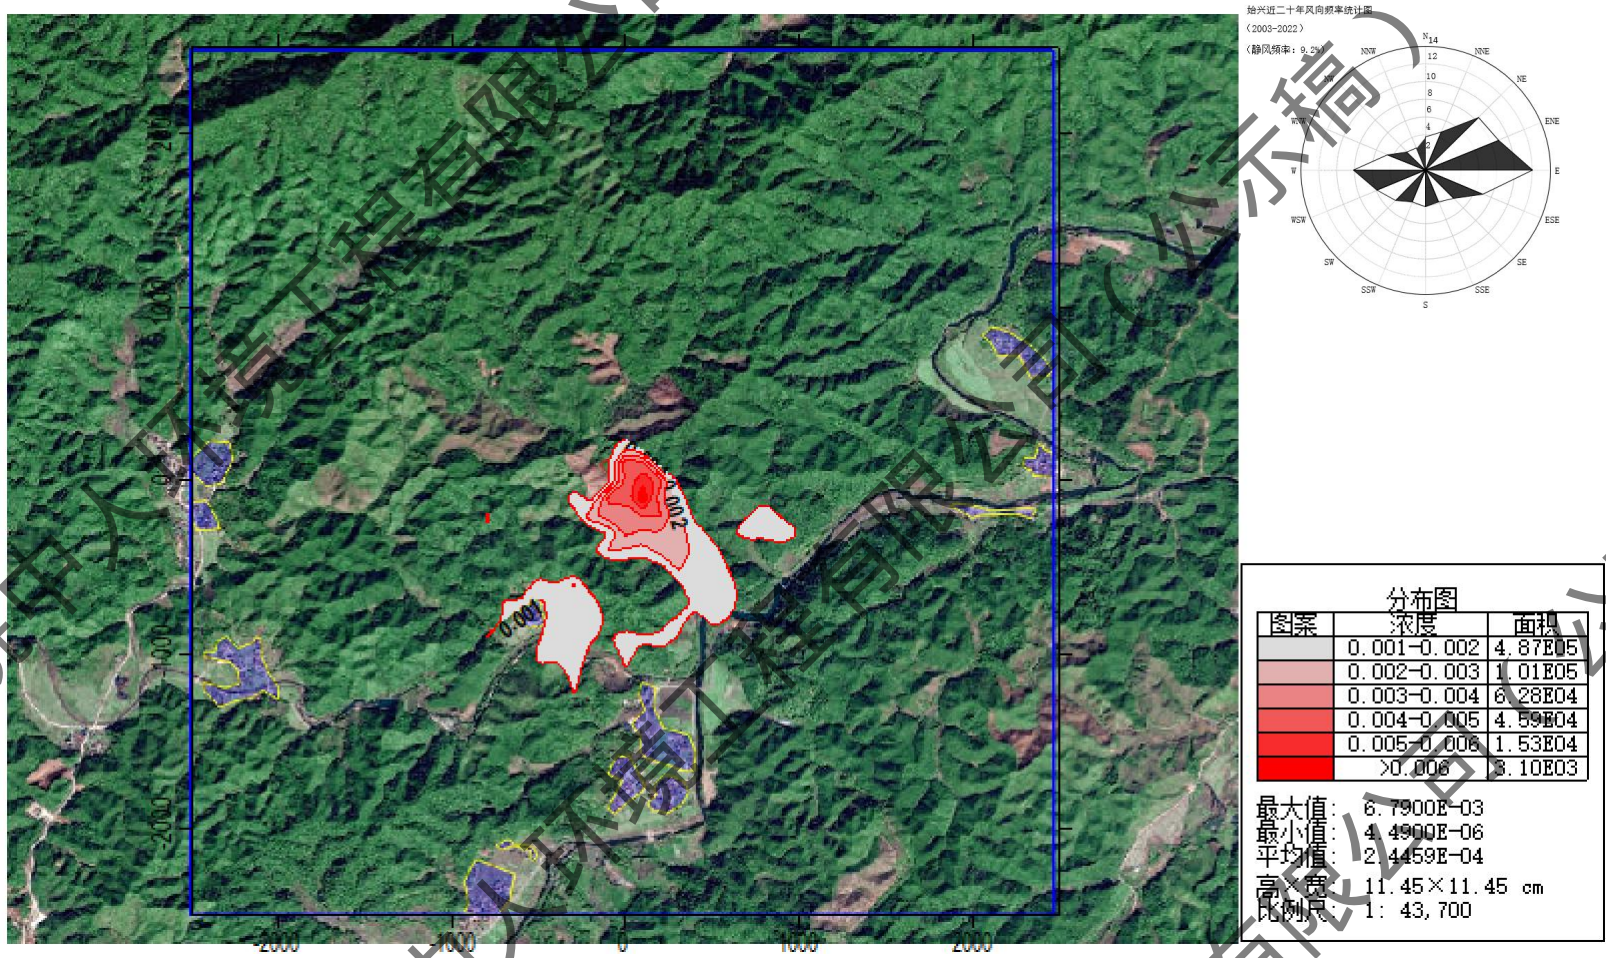 始兴近二十年风向频率统计图
(2003-2022)
(静风频率: 9.2%)
N
14
12
10
8
6
4
2
NNE
NE
ENE
E
ESE
SE
SSE
S
SSW
SW
WSW
W
WNW
NW
NNW
2000
1000
0
-1000
-2000
-2000
-1000
0
1000
2000
0.002
0.001
分布图
图案 浓度 面积
0.001-0.002 4.87E05
0.002-0.003 1.01E05
0.003-0.004 6.28E04
0.004-0.005 4.59E04
0.005-0.006 1.53E04
>0.006 3.10E03
最大值: 6.7900E-03
最小值: 4.4900E-06
平均值: 2.4459E-04
高×宽: 11.45×11.45 cm
比例尺: 1: 43,700
中人环境工程有限公司(公示稿)